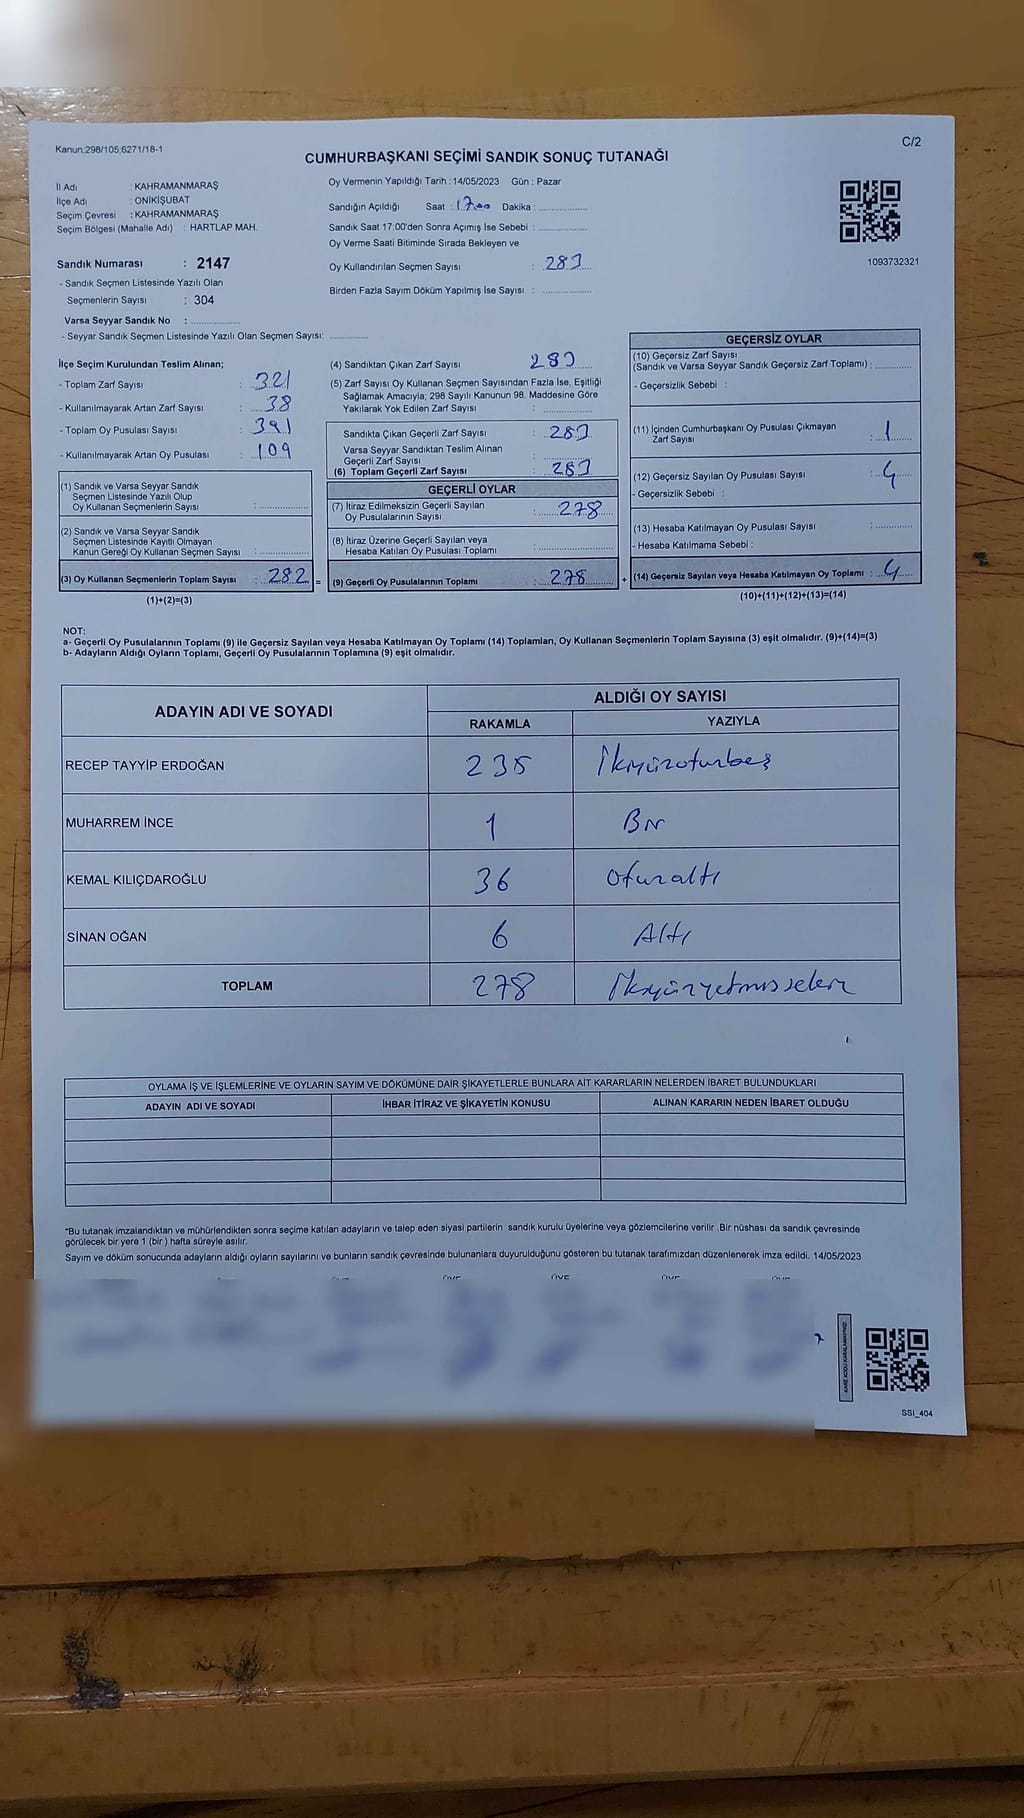 Kanun;298/105;6271/18-1
C/2
CUMHURBAŞKANI SEÇİMİ SANDIK SONUÇ TUTANAĞI
İl Adı : KAHRAMANMARAŞ
İlçe Adı : ONİKİŞUBAT
Seçim Çevresi : KAHRAMANMARAŞ
Seçim Bölgesi (Mahalle Adı) : HARTLAP MAH.
Sandık Numarası : 2147
- Sandık Seçmen Listesinde Yazılı Olan
Seçmenlerin Sayısı : 304
Varsa Seyyar Sandık No : ..............
- Seyyar Sandık Seçmen Listesinde Yazılı Olan Seçmen Sayısı: ..............
Oy Vermenin Yapıldığı Tarih : 14/05/2023 Gün : Pazar
Sandığın Açıldığı Saat : 1700 Dakika : ..............
Sandık Saat 17:00'den Sonra Açımış İse Sebebi : ..............
Oy Verme Saati Bitiminde Sırada Bekleyen ve
Oy Kullandırılan Seçmen Sayısı : 283
Birden Fazla Sayım Döküm Yapılmış İse Sayısı : ..............
1093732321
İlçe Seçim Kurulundan Teslim Alınan;
- Toplam Zarf Sayısı : 321
- Kullanılmayarak Artan Zarf Sayısı : 38
- Toplam Oy Pusulası Sayısı : 391
- Kullanılmayarak Artan Oy Pusulası : 109
(1) Sandık ve Varsa Seyyar Sandık
Seçmen Listesinde Yazılı Olup
Oy Kullanan Seçmenlerin Sayısı : ..............
(2) Sandık ve Varsa Seyyar Sandık
Seçmen Listesinde Kayıtlı Olmayan
Kanun Gereği Oy Kullanan Seçmen Sayısı : ..............
(3) Oy Kullanan Seçmenlerin Toplam Sayısı : 282 =
(1)+(2)=(3)
(4) Sandıktan Çıkan Zarf Sayısı 283
(5) Zarf Sayısı Oy Kullanan Seçmen Sayısından Fazla İse, Eşitliği
Sağlamak Amacıyla; 298 Sayılı Kanunun 98. Maddesine Göre
Yakılarak Yok Edilen Zarf Sayısı : ..............
Sandıkta Çıkan Geçerli Zarf Sayısı : 283
Varsa Seyyar Sandıktan Teslim Alınan
Geçerli Zarf Sayısı : ..............
(6) Toplam Geçerli Zarf Sayısı : 283
GEÇERLİ OYLAR
(7) İtiraz Edilmeksizin Geçerli Sayılan
Oy Pusulalarının Sayısı : 278
(8) İtiraz Üzerine Geçerli Sayılan veya
Hesaba Katılan Oy Pusulası Toplamı : ..............
(9) Geçerli Oy Pusulalarının Toplamı : 278 +
GEÇERSİZ OYLAR
(10) Geçersiz Zarf Sayısı
(Sandık ve Varsa Seyyar Sandık Geçersiz Zarf Toplamı) : ..............
- Geçersizlik Sebebi :
(11) İçinden Cumhurbaşkanı Oy Pusulası Çıkmayan
Zarf Sayısı : 1
(12) Geçersiz Sayılan Oy Pusulası Sayısı : 4
- Geçersizlik Sebebi :
(13) Hesaba Katılmayan Oy Pusulası Sayısı : ..............
- Hesaba Katılmama Sebebi :
(14) Geçersiz Sayılan veya Hesaba Katılmayan Oy Toplamı : 4
(10)+(11)+(12)+(13)=(14)
NOT:
a- Geçerli Oy Pusulalarının Toplamı (9) ile Geçersiz Sayılan veya Hesaba Katılmayan Oy Toplamı (14) Toplamları, Oy Kullanan Seçmenlerin Toplam Sayısına (3) eşit olmalıdır. (9)+(14)=(3)
b- Adayların Aldığı Oyların Toplamı, Geçerli Oy Pusulalarının Toplamına (9) eşit olmalıdır.
ADAYIN ADI VE SOYADI
ALDIĞI OY SAYISI
RAKAMLA YAZIYLA
RECEP TAYYİP ERDOĞAN 235 İkiyüzoturbeş
MUHARREM İNCE 1 Bir
KEMAL KILIÇDAROĞLU 36 Oturaltı
SİNAN OĞAN 6 Altı
TOPLAM 278
OYLAMA İŞ VE İŞLEMLERİNE VE OYLARIN SAYIM VE DÖKÜMÜNE DAİR ŞİKAYETLERLE BUNLARA AİT KARARLARIN NELERDEN İBARET BULUNDUKLARI
ADAYIN ADI VE SOYADI İHBAR İTİRAZ VE ŞİKAYETİN KONUSU ALINAN KARARIN NEDEN İBARET OLDUĞU
*Bu tutanak imzalandıktan ve mühürlendikten sonra seçime katılan adayların ve talep eden siyasi partilerin sandık kurulu üyelerine veya gözlemcilerine verilir .Bir nüshası da sandık çevresinde
görülecek bir yere 1 (bir ) hafta süreyle asılır.
Sayım ve döküm sonucunda adayların aldığı oyların sayılarını ve bunların sandık çevresinde bulunanlara duyurulduğunu gösteren bu tutanak tarafımızdan düzenlenerek imza edildi. 14/05/2023
ÜYE ÜYE ÜYE ÜYE ÜYE
KARE KODU KARALAMAYINIZ!
SSI_404